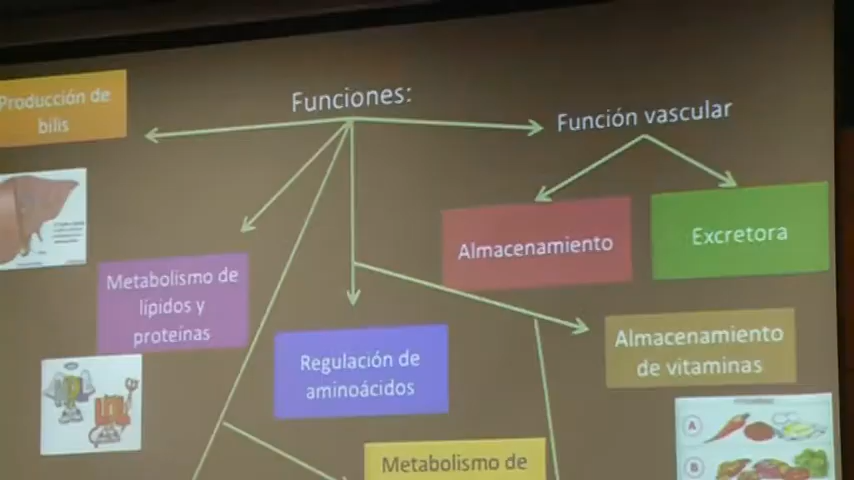 Funciones:
Producción de
bilis
Función vascular
Almacenamiento
Excretora
Metabolismo de
lípidos y
proteínas
Regulación de
aminoácidos
Almacenamiento
de vitaminas
Metabolismo de
A
B